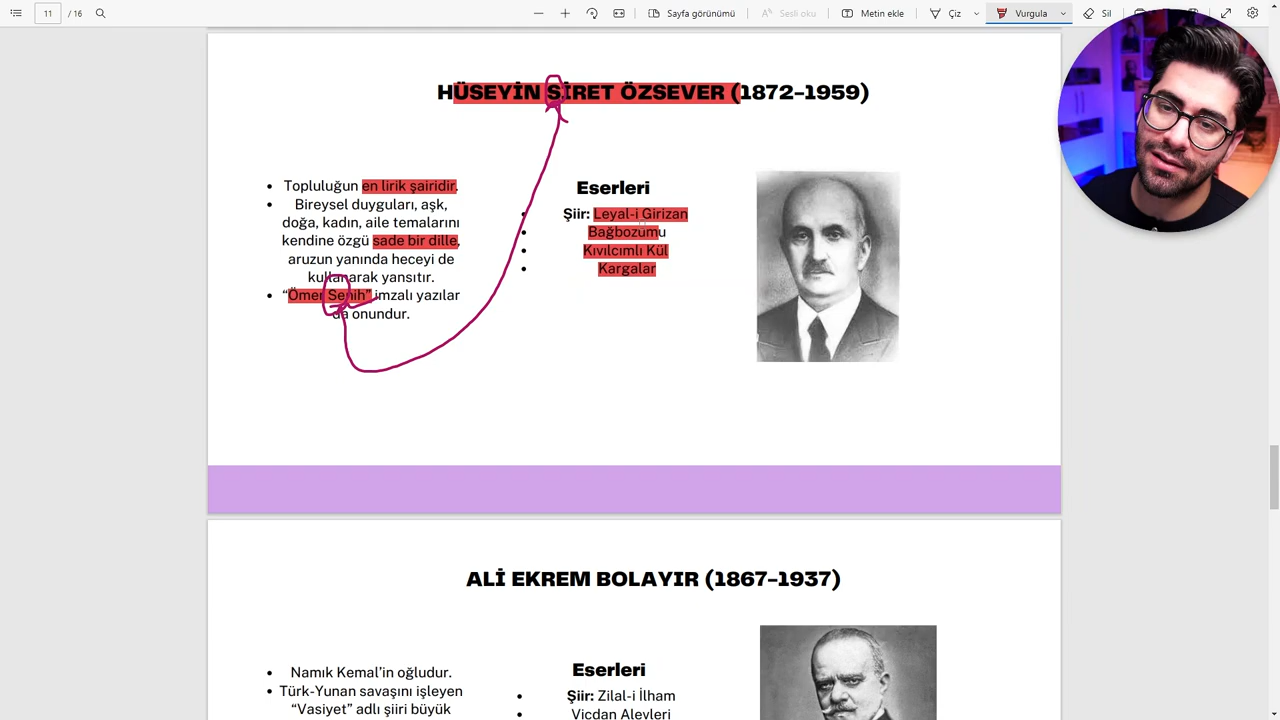 11 / 16
Sayfa görünümü
Sesli oku
Metin ekle
Çiz
Vurgula
Sil
HÜSEYİN SİRET ÖZSEVER (1872–1959)
• Topluluğun en lirik şairidir.
• Bireysel duyguları, aşk,
doğa, kadın, aile temalarını
kendine özgü sade bir dille,
aruzun yanında heceyi de
kullanarak yansıtır.
• “Ömer Senih” imzalı yazılar
da onundur.
Eserleri
• Şiir: Leyal-i Girizan
• Bağbozumu
• Kıvılcımlı Kül
• Kargalar
ALİ EKREM BOLAYIR (1867–1937)
• Namık Kemal’in oğludur.
• Türk-Yunan savaşını işleyen
“Vasiyet” adlı şiiri büyük
Eserleri
• Şiir: Zilal-i İlham
• Vicdan Alevleri